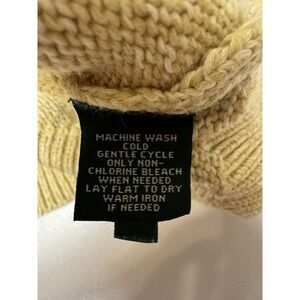 MACHINE WASH
COLD
GENTLE CYCLE
ONLY NON-
CHLORINE BLEACH
WHEN NEEDED
LAY FLAT TO DRY
WARM IRON
IF NEEDED